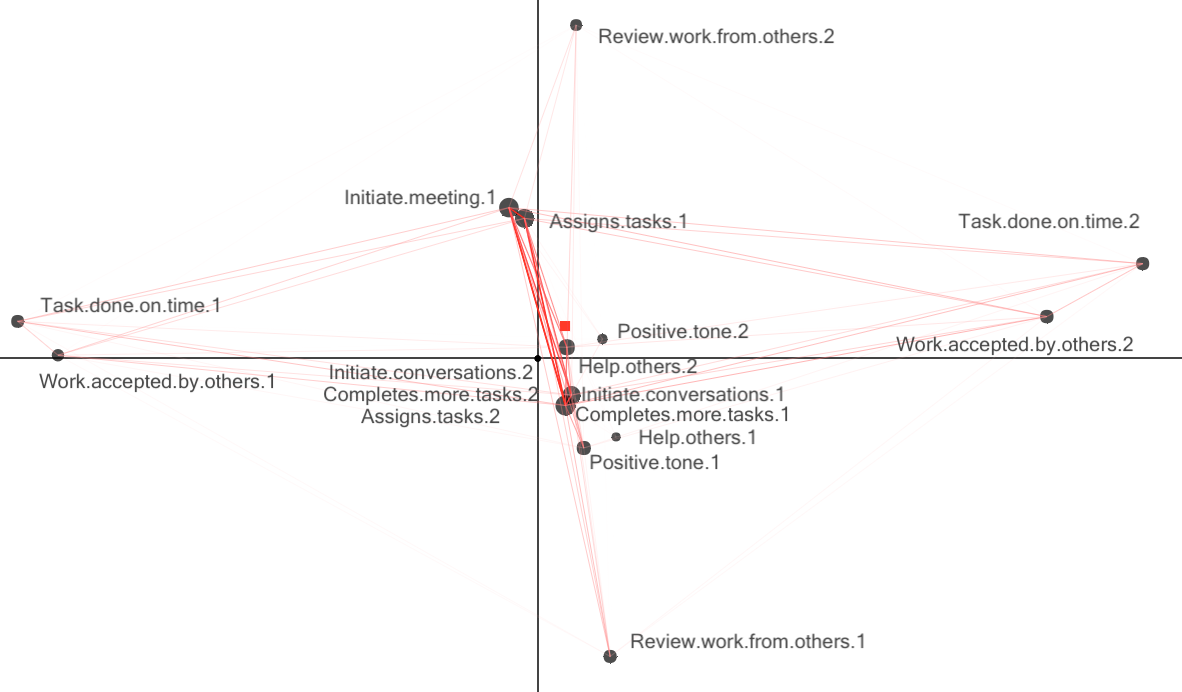 Review.work.from.others.2
Initiate.meeting.1
Assigns.tasks.1
Task.done.on.time.2
Task.done.on.time.1
Positive.tone.2
Work.accepted.by.others.2
Help.others.2
Initiate.conversations.2
Work.accepted.by.others.1
Completes.more.tasks.2
Initiate.conversations.1
Assigns.tasks.2
Completes.more.tasks.1
Help.others.1
Positive.tone.1
Review.work.from.others.1